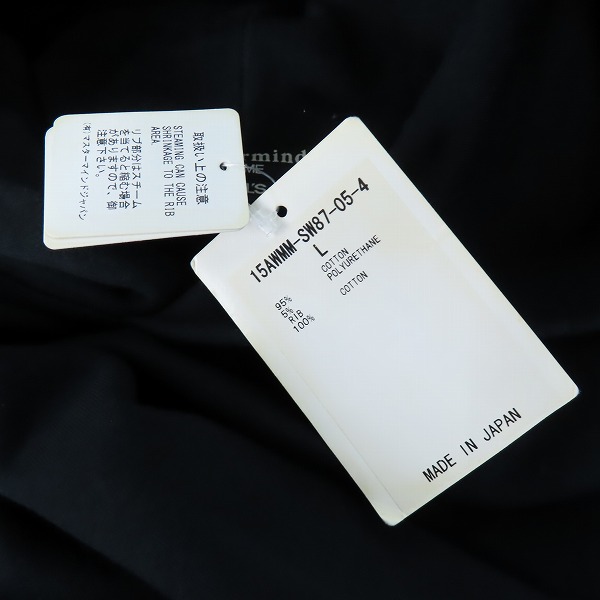 取扱い上の注意
STEAMING CAN CAUSE
SHRINKAGE TO THE RIB
AREA.
リブ部分はスチーム
を当てると縮む場合
がありますので、御
注意下さい。
(有)マスターマインドジャパン
15AWMM-SW87-05-4
L
95% COTTON
5% POLYURETHANE
RIB
100% COTTON
MADE IN JAPAN